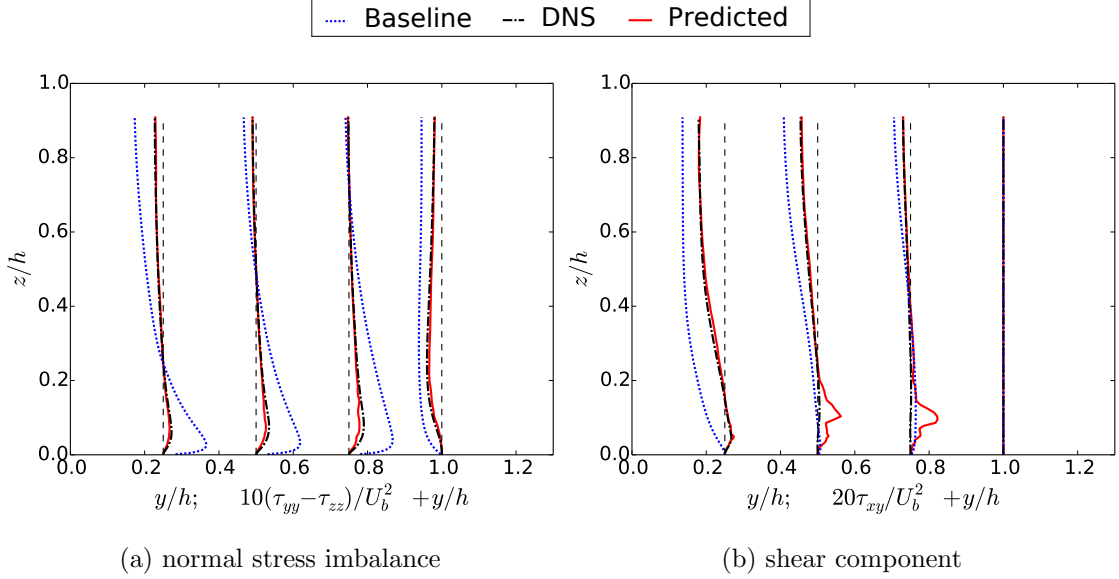 Baseline DNS Predicted
1.0
0.8
0.6
0.4
0.2
0.0
z/h
0.0 0.2 0.4 0.6 0.8 1.0 1.2
y/h; 10(τ_yy−τ_zz)/U_b^2 +y/h
(a) normal stress imbalance
1.0
0.8
0.6
0.4
0.2
0.0
z/h
0.0 0.2 0.4 0.6 0.8 1.0 1.2
y/h; 20τ_xy/U_b^2 +y/h
(b) shear component